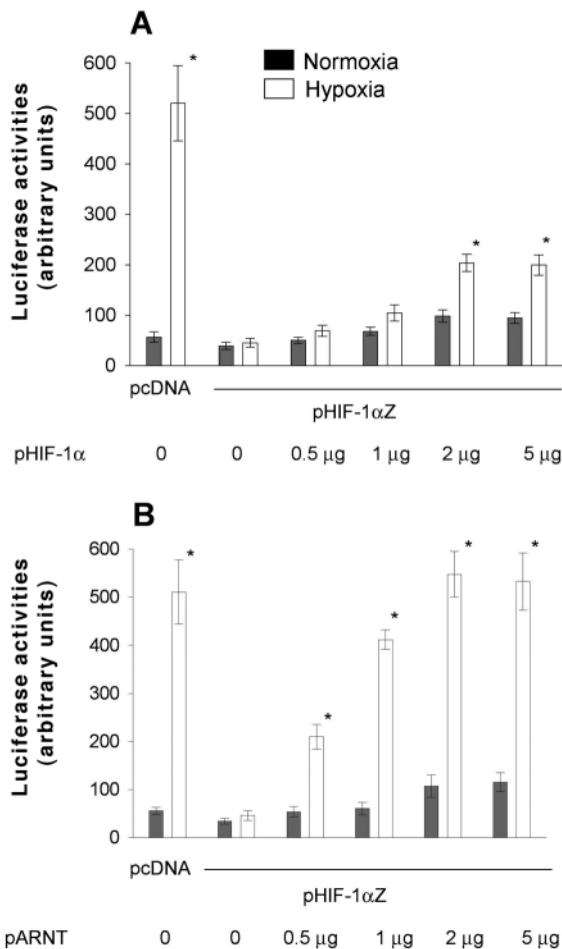 A
Normoxia
Hypoxia
Luciferase activities
(arbitrary units)
600
500
400
300
200
100
0
*
*
*
pcDNA
pHIF-1αZ
pHIF-1α 0 0 0.5 μg 1 μg 2 μg 5 μg
B
Luciferase activities
(arbitrary units)
600
500
400
300
200
100
0
*
*
*
*
*
pcDNA
pHIF-1αZ
pARNT 0 0 0.5 μg 1 μg 2 μg 5 μg